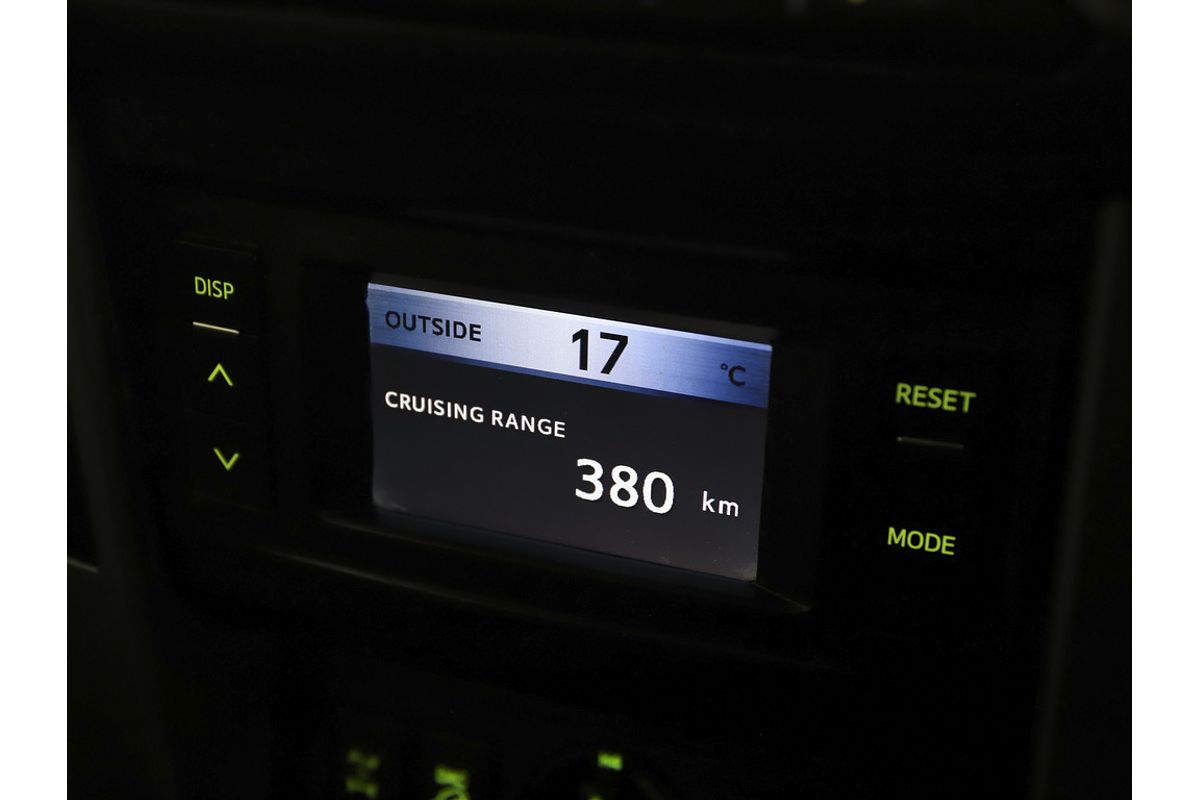 DISP
OUTSIDE 17 °C
CRUISING RANGE
380 km
RESET
MODE